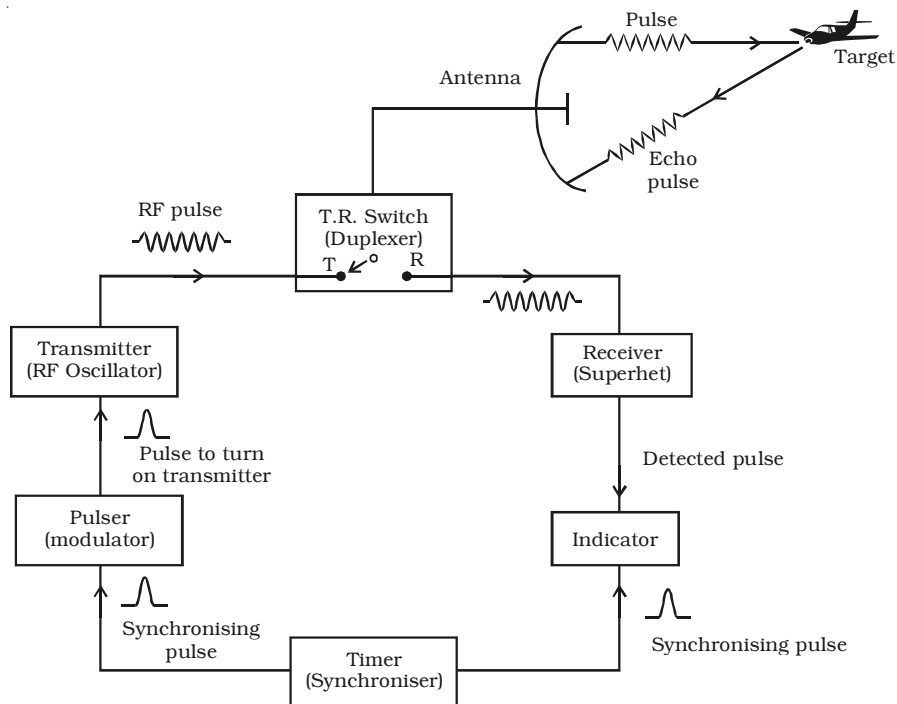 Pulse
Target
Antenna
Echo
pulse
RF pulse
T.R. Switch
(Duplexer)
T
R
Transmitter
(RF Oscillator)
Receiver
(Superhet)
Pulse to turn
on transmitter
Detected pulse
Pulser
(modulator)
Indicator
Synchronising
pulse
Synchronising pulse
Timer
(Synchroniser)